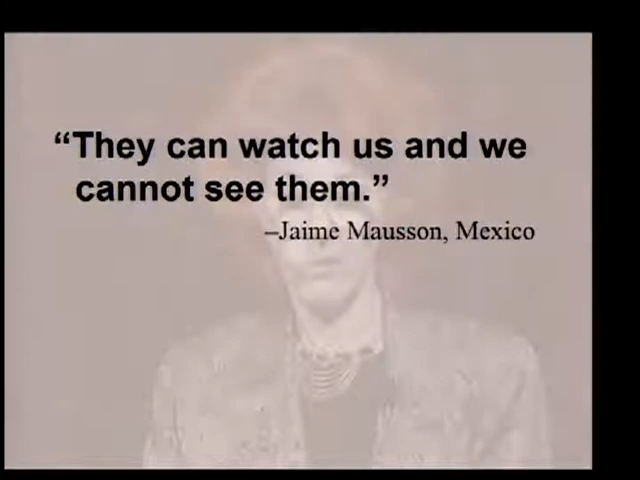 “They can watch us and we
cannot see them.”
–Jaime Mausson, Mexico